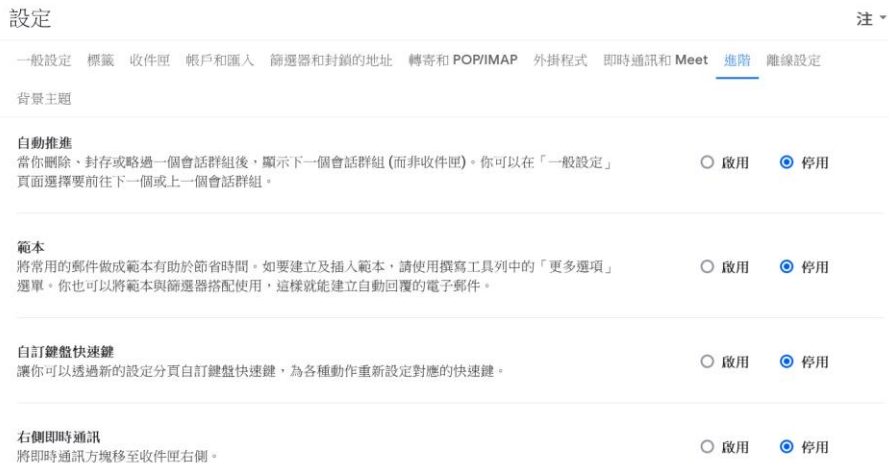 設定
注
一般設定 標籤 收件匣 帳戶和匯入 篩選器和封鎖的地址 轉寄和 POP/IMAP 外掛程式 即時通訊和 Meet 進階 離線設定
背景主題
自動推進
當你刪除、封存或略過一個會話群組後，顯示下一個會話群組 (而非收件匣)。你可以在「一般設定」
頁面選擇要前往下一個或上一個會話群組。
啟用 停用
範本
將常用的郵件做成範本有助於節省時間。如要建立及插入範本，請使用撰寫工具列中的「更多選項」
選單。你也可以將範本與篩選器搭配使用，這樣就能建立自動回覆的電子郵件。
啟用 停用
自訂鍵盤快速鍵
讓你可以透過新的設定分頁自訂鍵盤快速鍵，為各種動作重新設定對應的快速鍵。
啟用 停用
右側即時通訊
將即時通訊方塊移至收件匣右側。
啟用 停用